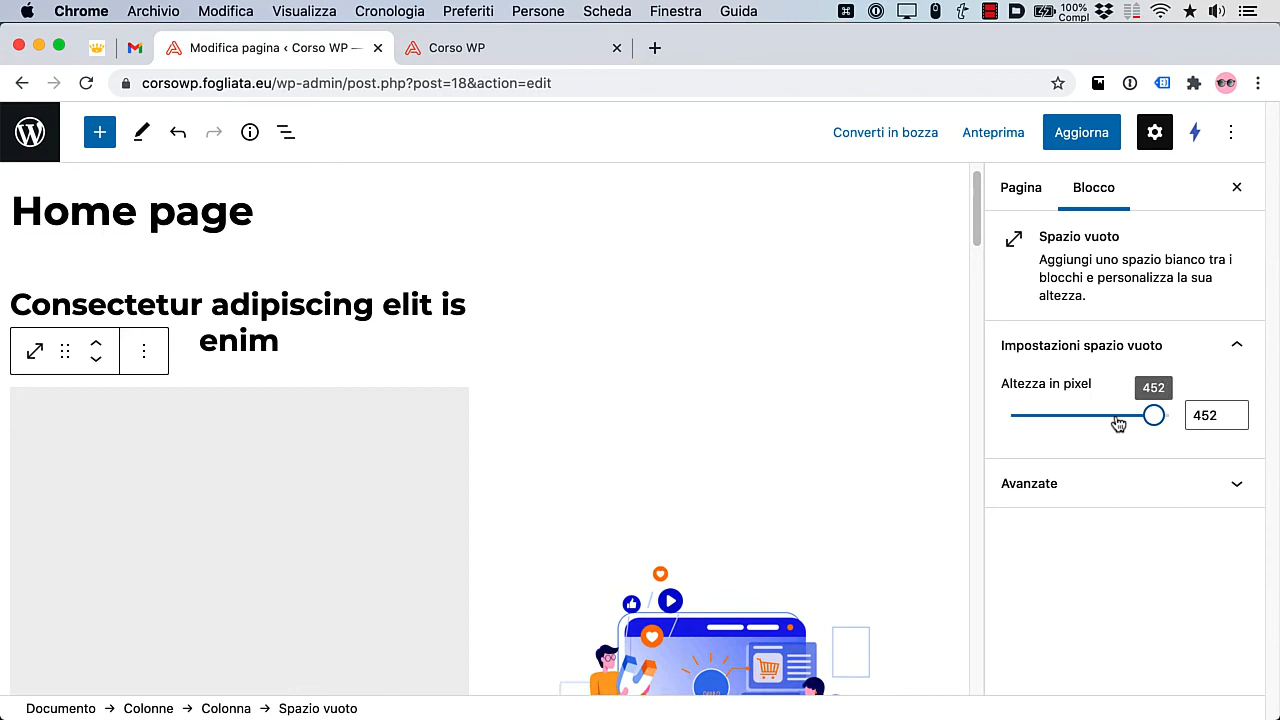 Chrome Archivio Modifica Visualizza Cronologia Preferiti Persone Scheda Finestra Guida 100% Compl
Modifica pagina ‹ Corso WP —
Corso WP
corsowp.fogliata.eu/wp-admin/post.php?post=18&action=edit
Converti in bozza Anteprima Aggiorna
Pagina Blocco
Home page
Spazio vuoto
Aggiungi uno spazio bianco tra i
blocchi e personalizza la sua
altezza.
Consectetur adipiscing elit is
enim
Impostazioni spazio vuoto
Altezza in pixel
452
452
Avanzate
Documento → Colonne → Colonna → Spazio vuoto